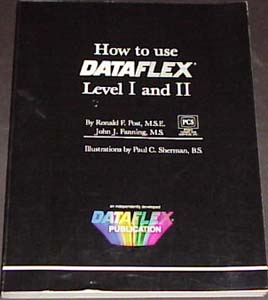 How to use
DATAFLEX
Level I and II
By Ronald F. Post, M.S.E.
John J. Fanning, M.S.
PCS
Illustrations by Paul C. Sherman, B.S.
an independently developed
DATAFLEX
PUBLICATION